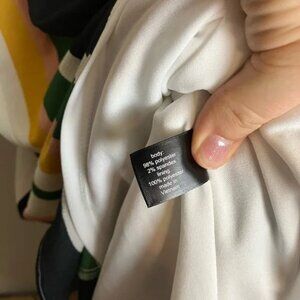 body:
98% polyester
2% spandex
lining:
100% polyester
made in
Vietnam